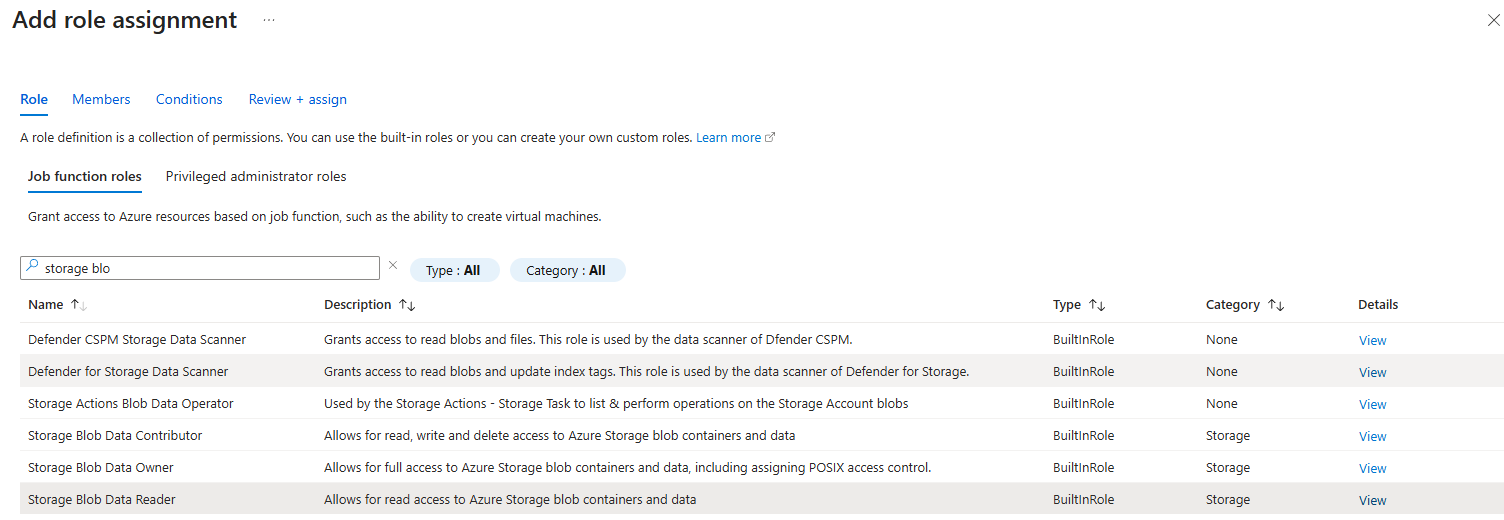 Add role assignment ...
Role Members Conditions Review + assign
A role definition is a collection of permissions. You can use the built-in roles or you can create your own custom roles. Learn more
Job function roles Privileged administrator roles
Grant access to Azure resources based on job function, such as the ability to create virtual machines.
storage blo Type : All Category : All
Name Description Type Category Details
Defender CSPM Storage Data Scanner Grants access to read blobs and files. This role is used by the data scanner of Dfender CSPM. BuiltInRole None View
Defender for Storage Data Scanner Grants access to read blobs and update index tags. This role is used by the data scanner of Defender for Storage. BuiltInRole None View
Storage Actions Blob Data Operator Used by the Storage Actions - Storage Task to list & perform operations on the Storage Account blobs BuiltInRole None View
Storage Blob Data Contributor Allows for read, write and delete access to Azure Storage blob containers and data BuiltInRole Storage View
Storage Blob Data Owner Allows for full access to Azure Storage blob containers and data, including assigning POSIX access control. BuiltInRole Storage View
Storage Blob Data Reader Allows for read access to Azure Storage blob containers and data BuiltInRole Storage View